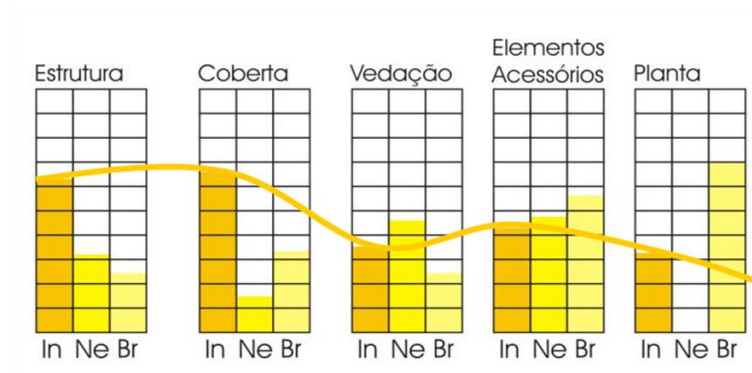 Estrutura
In Ne Br
Coberta
In Ne Br
Vedação
In Ne Br
Elementos
Acessórios
In Ne Br
Planta
In Ne Br